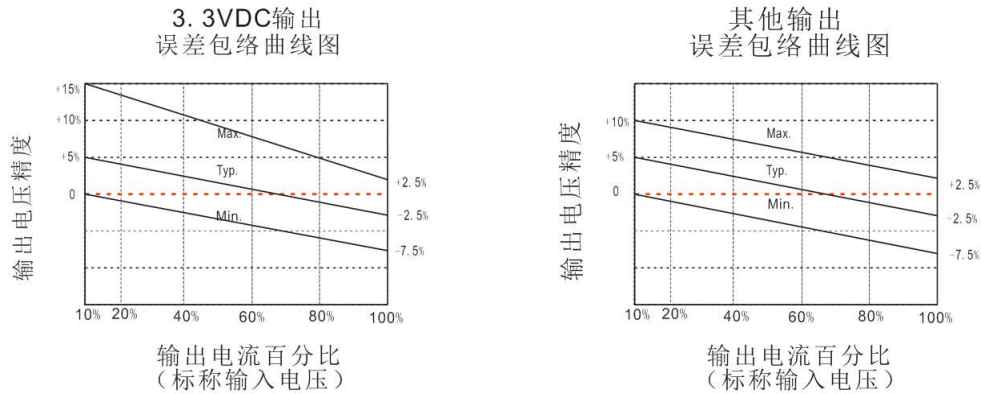 3. 3VDC输出
误差包络曲线图
+15%
+10%
+5%
0
Max.
Typ.
Min.
+2.5%
-2.5%
-7.5%
10% 20% 40% 60% 80% 100%
输出电压精度
输出电流百分比
（标称输入电压）
其他输出
误差包络曲线图
+10%
+5%
0
Max.
Typ.
Min.
+2.5%
-2.5%
-7.5%
10% 20% 40% 60% 80% 100%
输出电压精度
输出电流百分比
（标称输入电压）